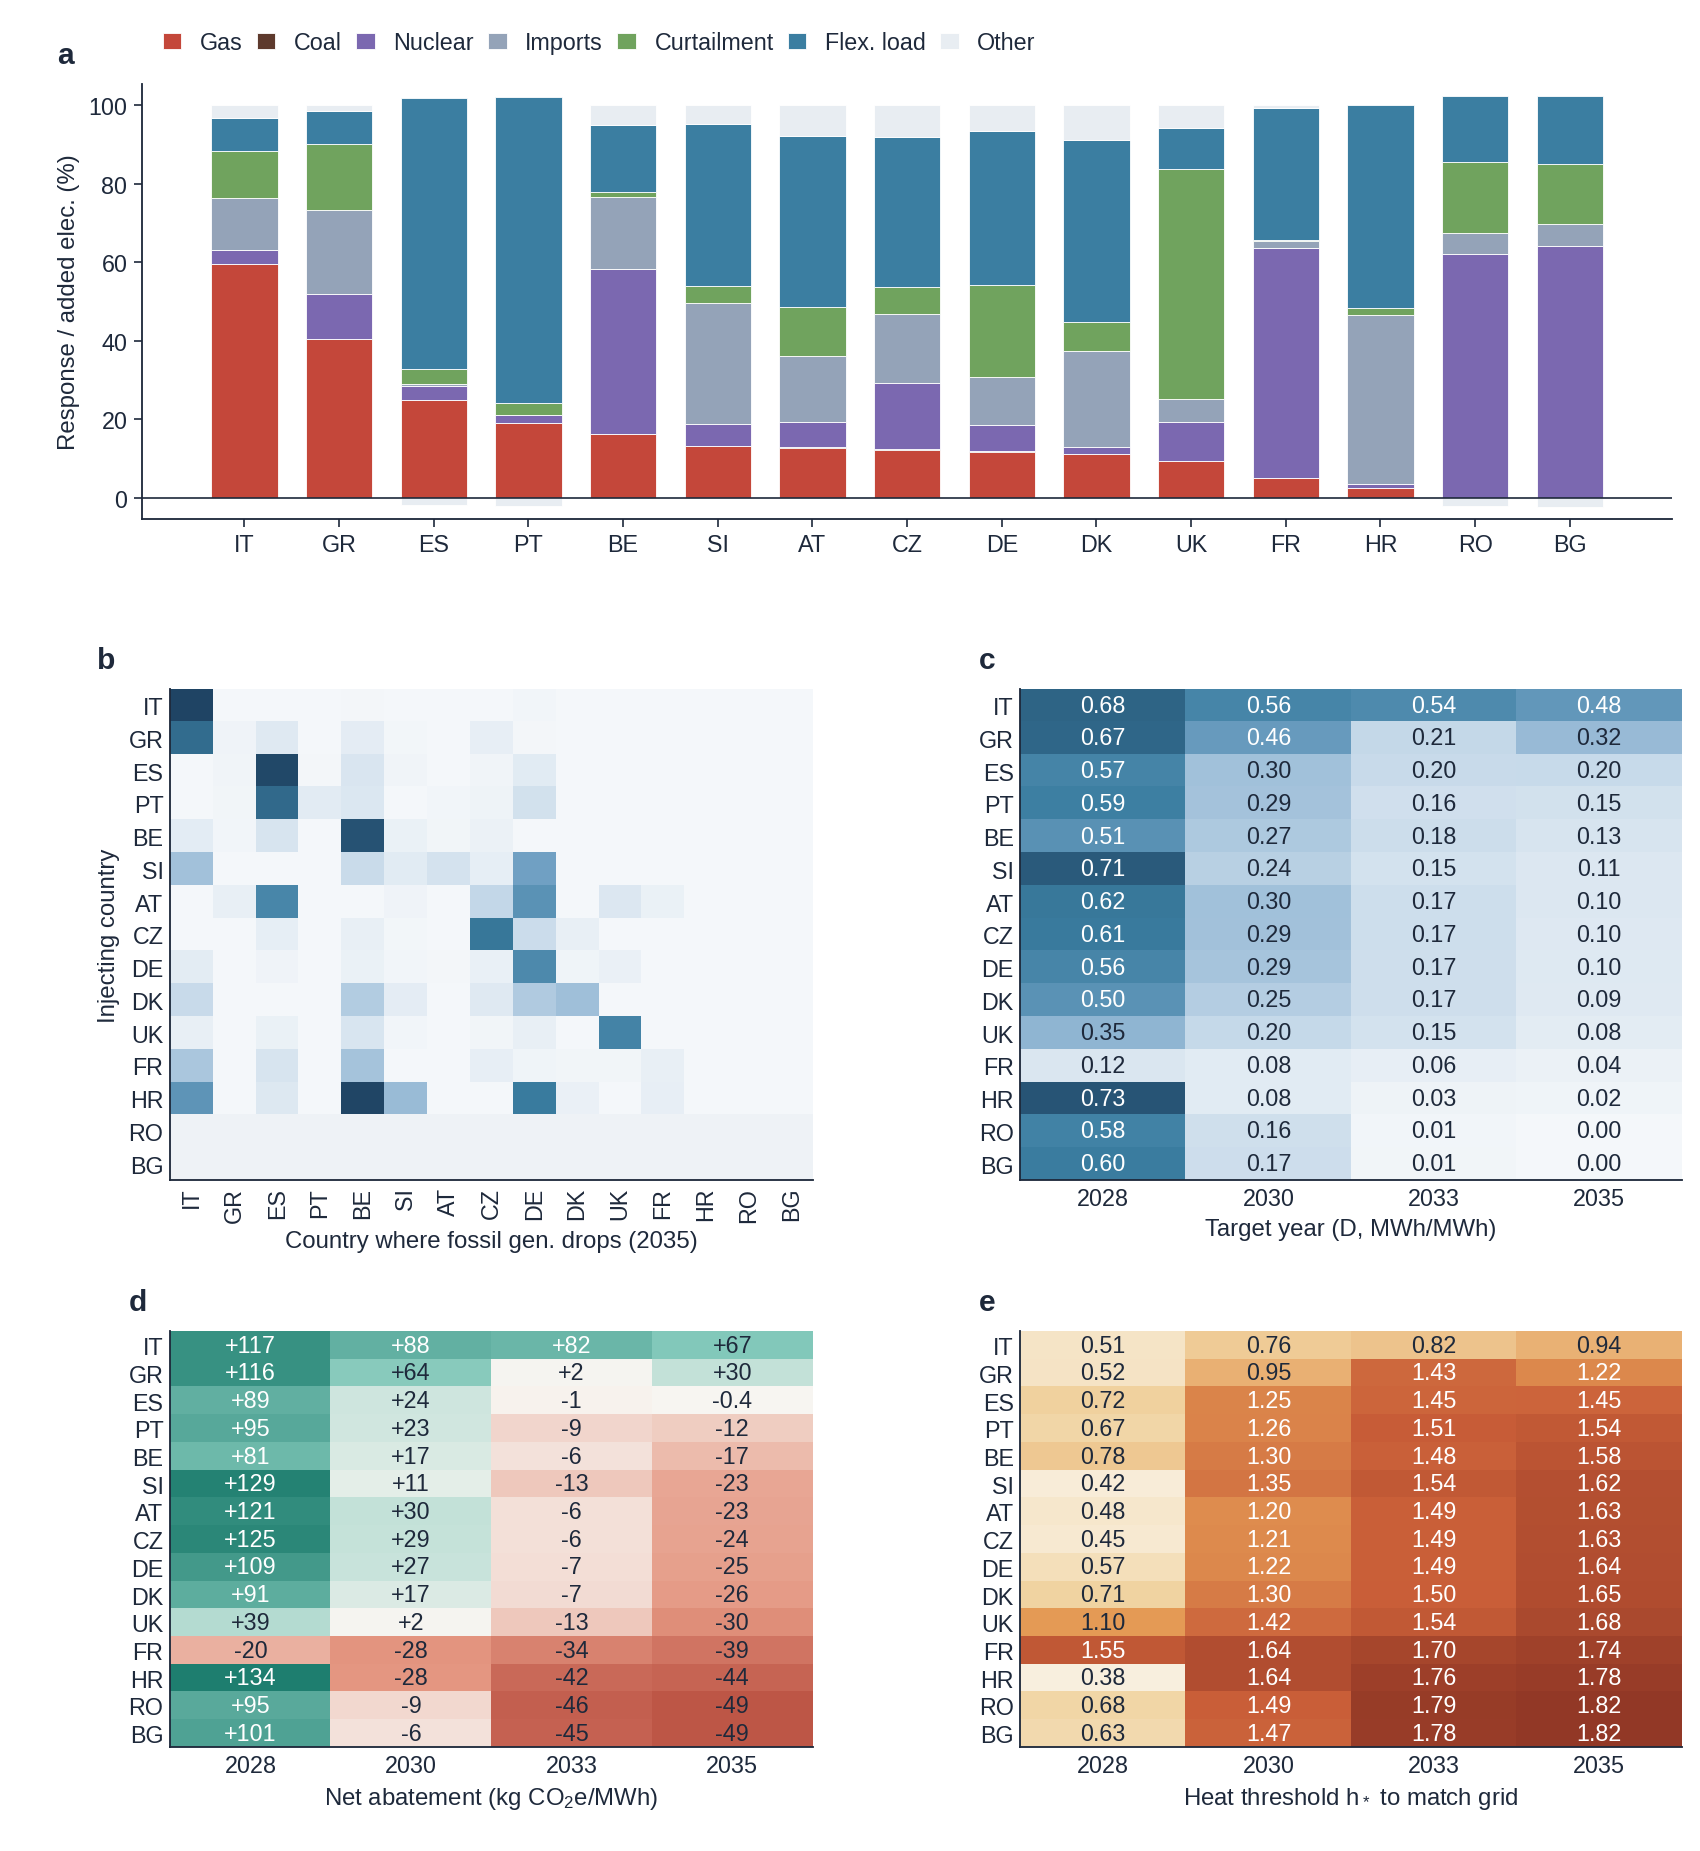 a
Gas Coal Nuclear Imports Curtailment Flex. load Other
Response / added elec. (%)
100
80
60
40
20
0
IT GR ES PT BE SI AT CZ DE DK UK FR HR RO BG
b
Injecting country
IT
GR
ES
PT
BE
SI
AT
CZ
DE
DK
UK
FR
HR
RO
BG
IT GR ES PT BE SI AT CZ DE DK UK FR HR RO BG
Country where fossil gen. drops (2035)
c
IT 0.68 0.56 0.54 0.48
GR 0.67 0.46 0.21 0.32
ES 0.57 0.30 0.20 0.20
PT 0.59 0.29 0.16 0.15
BE 0.51 0.27 0.18 0.13
SI 0.71 0.24 0.15 0.11
AT 0.62 0.30 0.17 0.10
CZ 0.61 0.29 0.17 0.10
DE 0.56 0.29 0.17 0.10
DK 0.50 0.25 0.17 0.09
UK 0.35 0.20 0.15 0.08
FR 0.12 0.08 0.06 0.04
HR 0.73 0.08 0.03 0.02
RO 0.58 0.16 0.01 0.00
BG 0.60 0.17 0.01 0.00
2028 2030 2033 2035
Target year (D, MWh/MWh)
d
IT +117 +88 +82 +67
GR +116 +64 +2 +30
ES +89 +24 -1 -0.4
PT +95 +23 -9 -12
BE +81 +17 -6 -17
SI +129 +11 -13 -23
AT +121 +30 -6 -23
CZ +125 +29 -6 -24
DE +109 +27 -7 -25
DK +91 +17 -7 -26
UK +39 +2 -13 -30
FR -20 -28 -34 -39
HR +134 -28 -42 -44
RO +95 -9 -46 -49
BG +101 -6 -45 -49
2028 2030 2033 2035
Net abatement (kg CO₂e/MWh)
e
IT 0.51 0.76 0.82 0.94
GR 0.52 0.95 1.43 1.22
ES 0.72 1.25 1.45 1.45
PT 0.67 1.26 1.51 1.54
BE 0.78 1.30 1.48 1.58
SI 0.42 1.35 1.54 1.62
AT 0.48 1.20 1.49 1.63
CZ 0.45 1.21 1.49 1.63
DE 0.57 1.22 1.49 1.64
DK 0.71 1.30 1.50 1.65
UK 1.10 1.42 1.54 1.68
FR 1.55 1.64 1.70 1.74
HR 0.38 1.64 1.76 1.78
RO 0.68 1.49 1.79 1.82
BG 0.63 1.47 1.78 1.82
2028 2030 2033 2035
Heat threshold h* to match grid